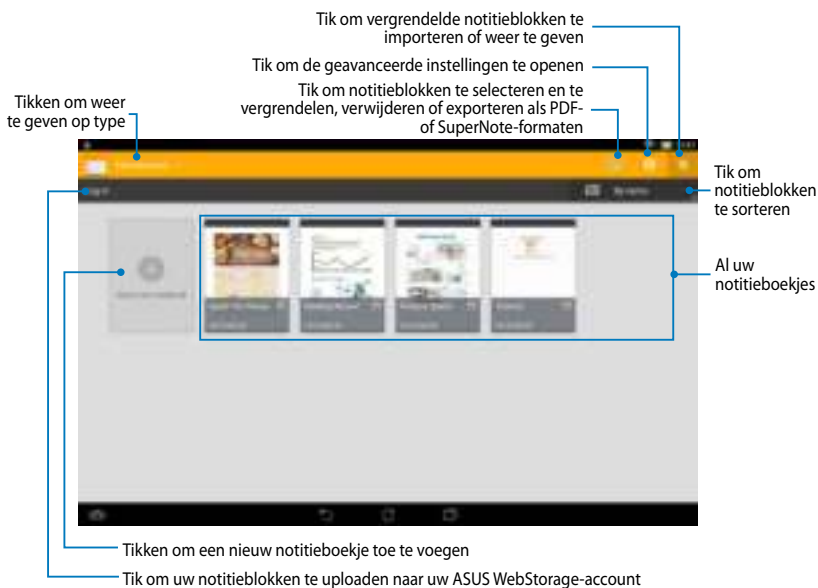 Tik om vergrendelde notitieblokken te
importeren of weer te geven
Tik om de geavanceerde instellingen te openen
Tik om notitieblokken te selecteren en te
vergrendelen, verwijderen of exporteren als PDF-
of SuperNote-formaten
Tikken om weer
te geven op type
Tik om
notitieblokken
te sorteren
Al uw
notitieboekjes
Tikken om een nieuw notitieboekje toe te voegen
Tik om uw notitieblokken te uploaden naar uw ASUS WebStorage-account